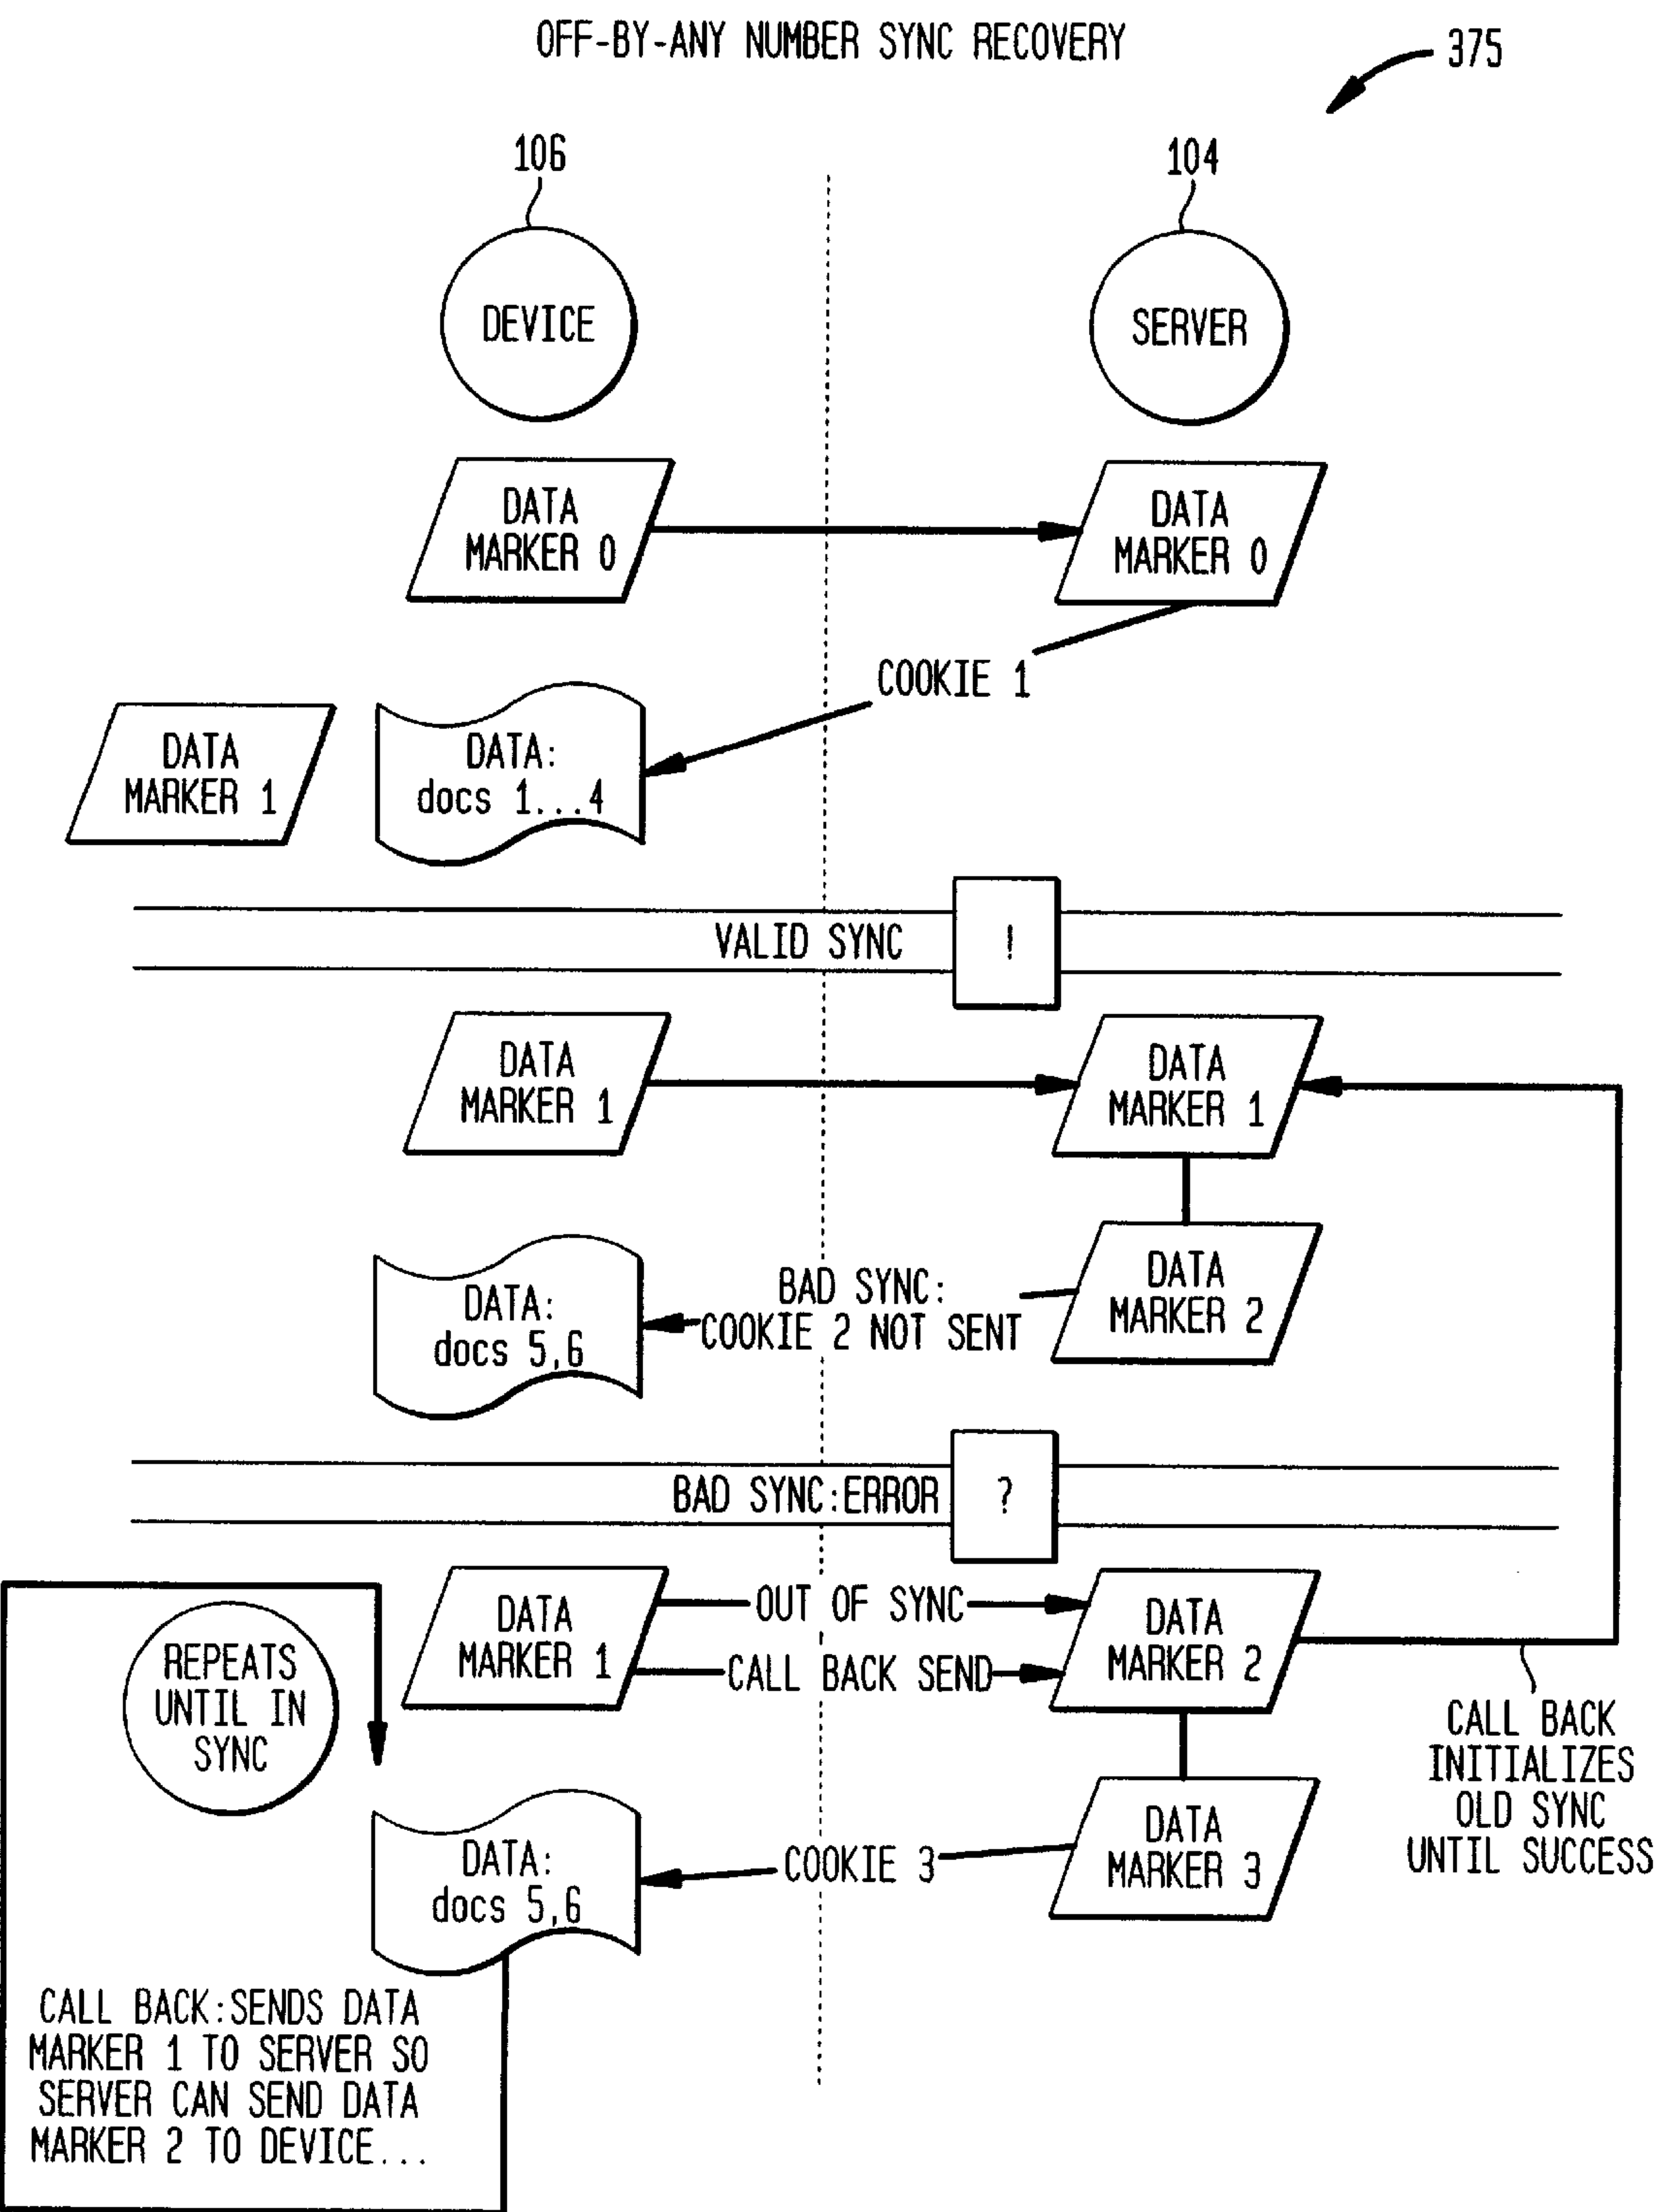 OFF-BY-ANY NUMBER SYNC RECOVERY
375
106
104
DEVICE
SERVER
DATA
MARKER 0
DATA
MARKER 0
COOKIE 1
DATA
MARKER 1
DATA:
docs 1...4
VALID SYNC
!
DATA
MARKER 1
DATA
MARKER 1
DATA:
docs 5,6
BAD SYNC:
COOKIE 2 NOT SENT
DATA
MARKER 2
BAD SYNC:ERROR
?
REPEATS
UNTIL IN
SYNC
DATA
MARKER 1
OUT OF SYNC
CALL BACK SEND
DATA
MARKER 2
CALL BACK
INITIALIZES
OLD SYNC
UNTIL SUCCESS
DATA:
docs 5,6
COOKIE 3
DATA
MARKER 3
CALL BACK:SENDS DATA
MARKER 1 TO SERVER SO
SERVER CAN SEND DATA
MARKER 2 TO DEVICE...